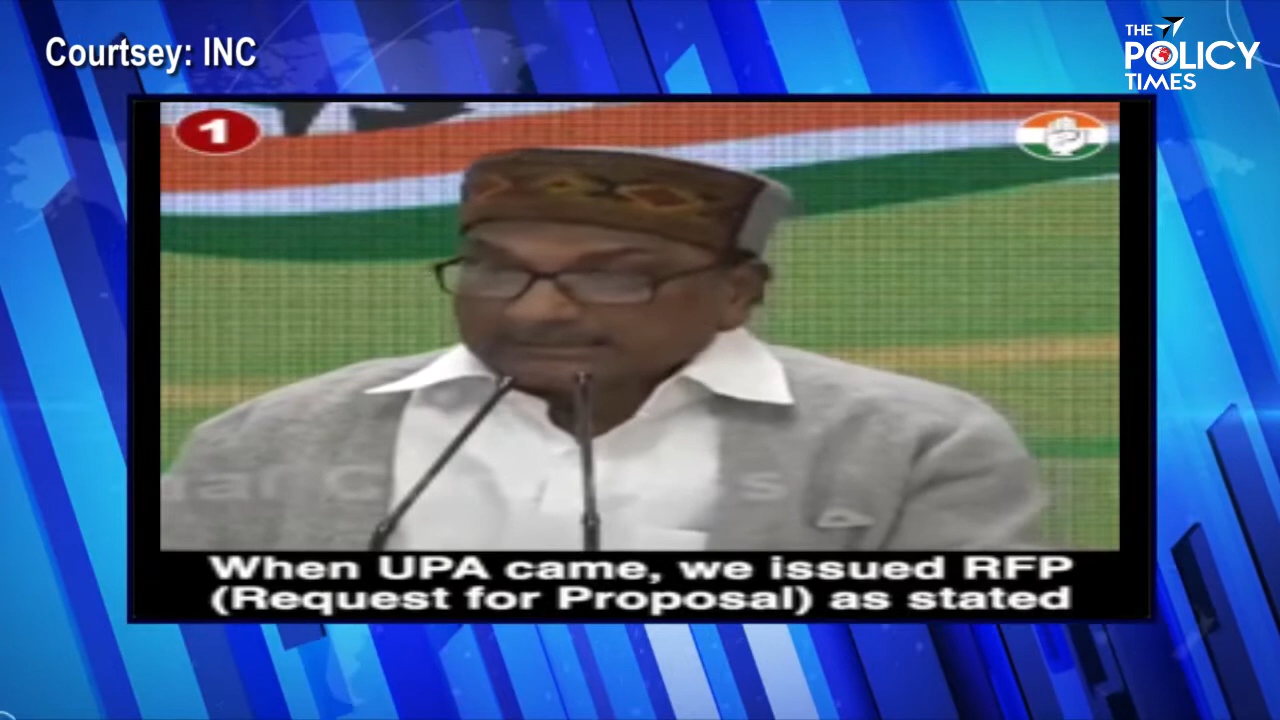 Courtsey: INC
THE
POLICY
TIMES
1
When UPA came, we issued RFP
(Request for Proposal) as stated